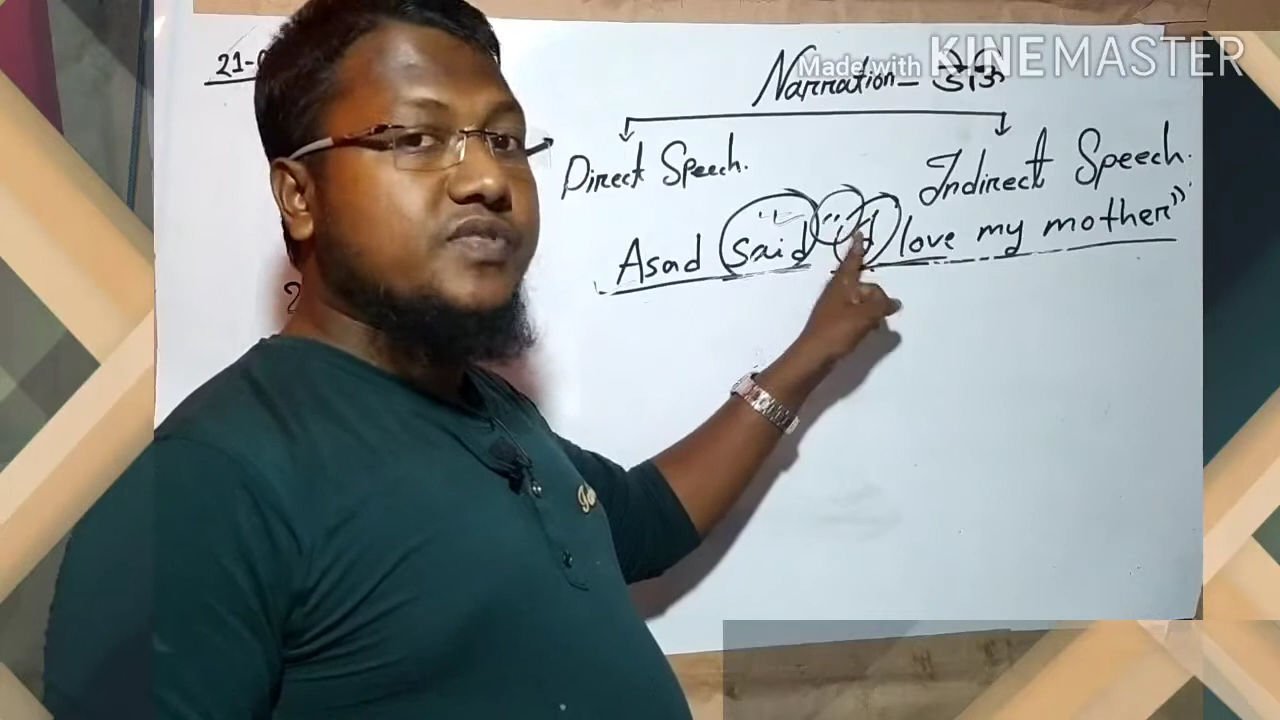 Made with KINEMASTER
21-
Narration – উক্তি
Direct Speech.
Indirect Speech.
Asad said "I love my mother"